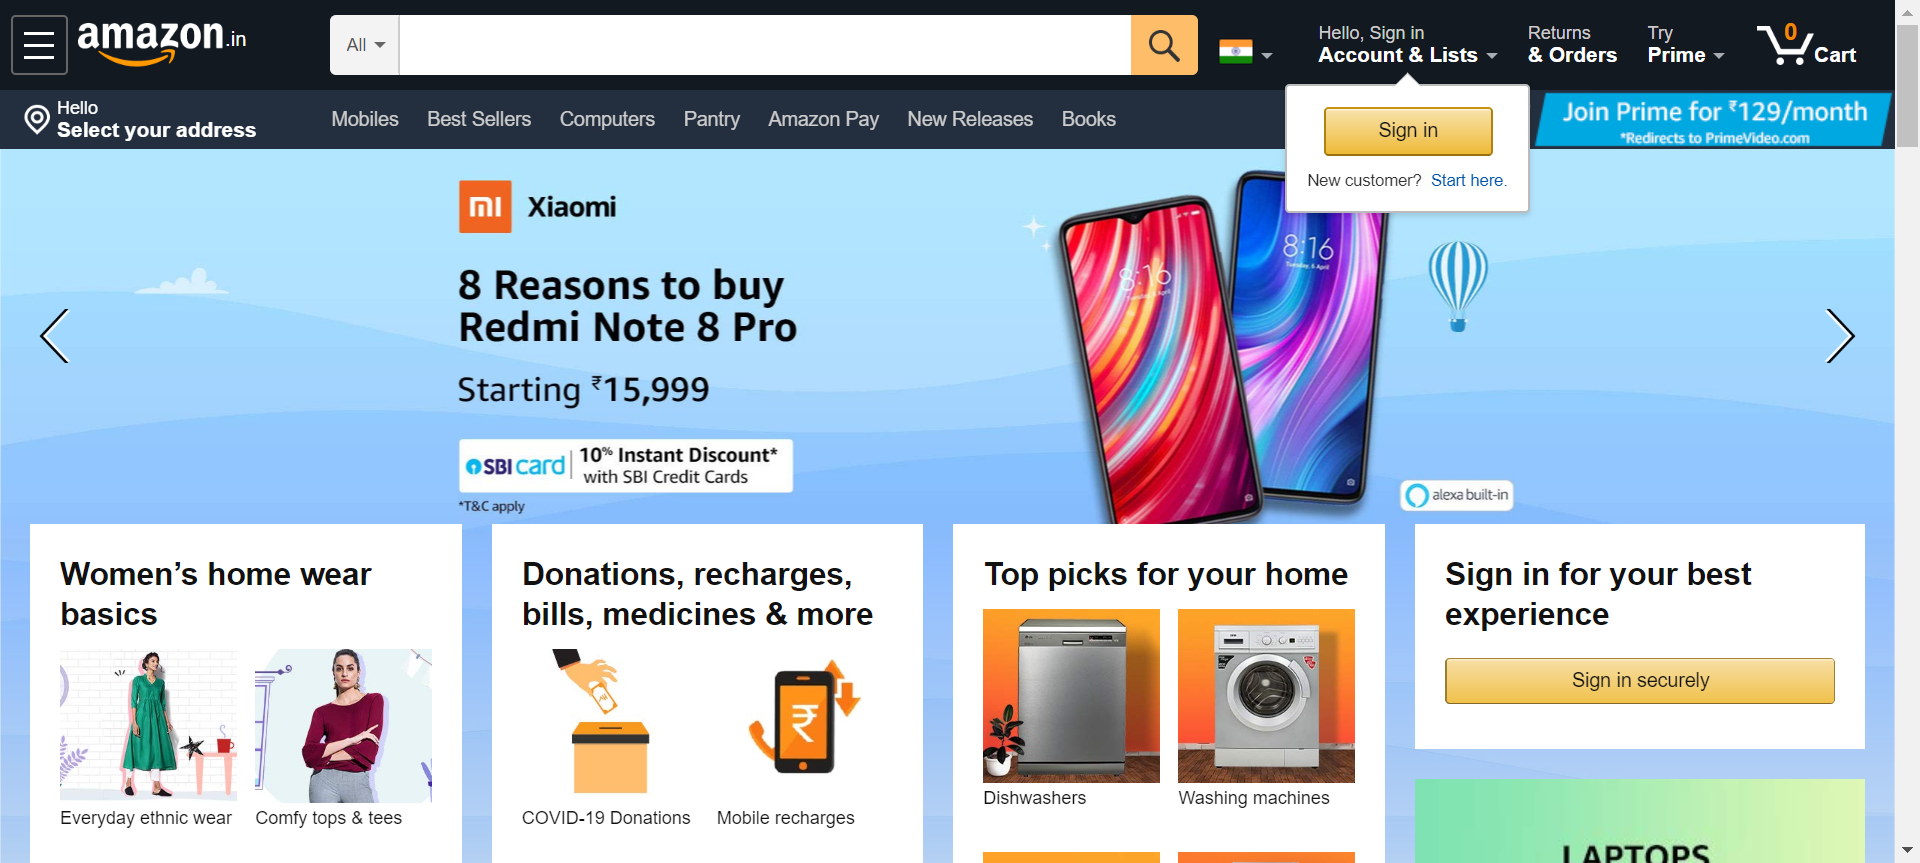 amazon.in
All
Hello, Sign in
Account & Lists
Returns
& Orders
Try
Prime
0
Cart
Hello
Select your address
Mobiles
Best Sellers
Computers
Pantry
Amazon Pay
New Releases
Books
Join Prime for ₹129/month
*Redirects to PrimeVideo.com
Sign in
New customer? Start here.
mi
Xiaomi
8 Reasons to buy
Redmi Note 8 Pro
Starting ₹15,999
SBI card
10% Instant Discount*
with SBI Credit Cards
*T&C apply
8:16
8:16
Tuesday, 6 April
alexa built-in
Women’s home wear
basics
Everyday ethnic wear
Comfy tops & tees
Donations, recharges,
bills, medicines & more
₹
COVID-19 Donations
Mobile recharges
Top picks for your home
Dishwashers
Washing machines
Sign in for your best
experience
Sign in securely
LAPTOPS